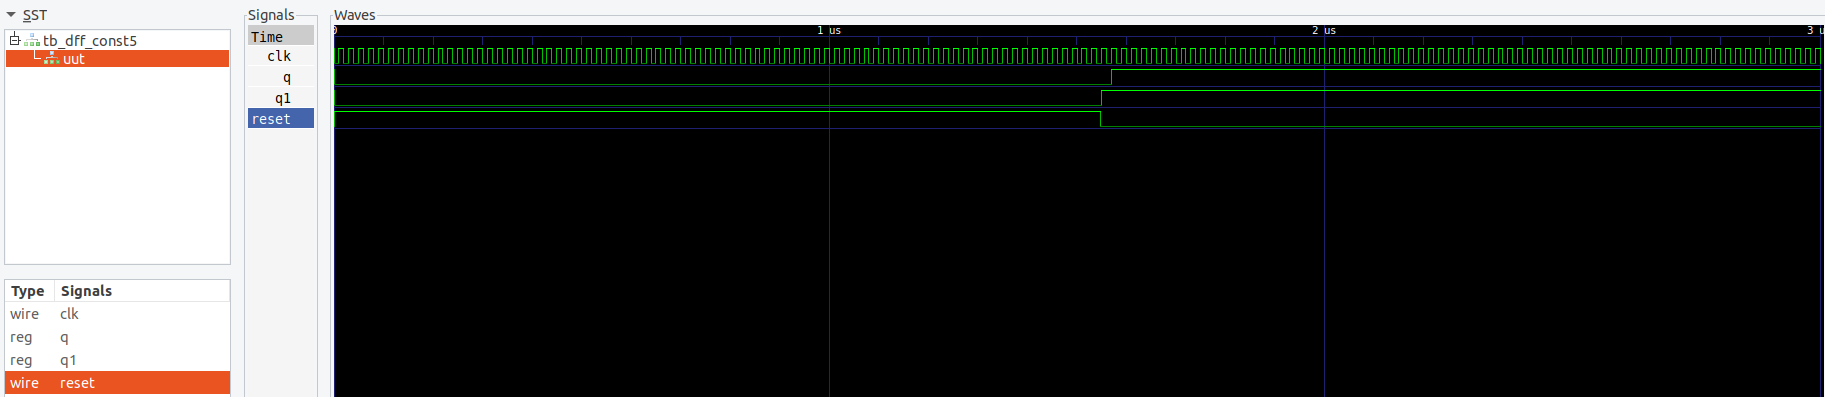 SST
tb_dff_const5
uut
Type Signals
wire clk
reg q
reg q1
wire reset
Signals
Time
clk
q
q1
reset
Waves
0 1 us 2 us 3 u